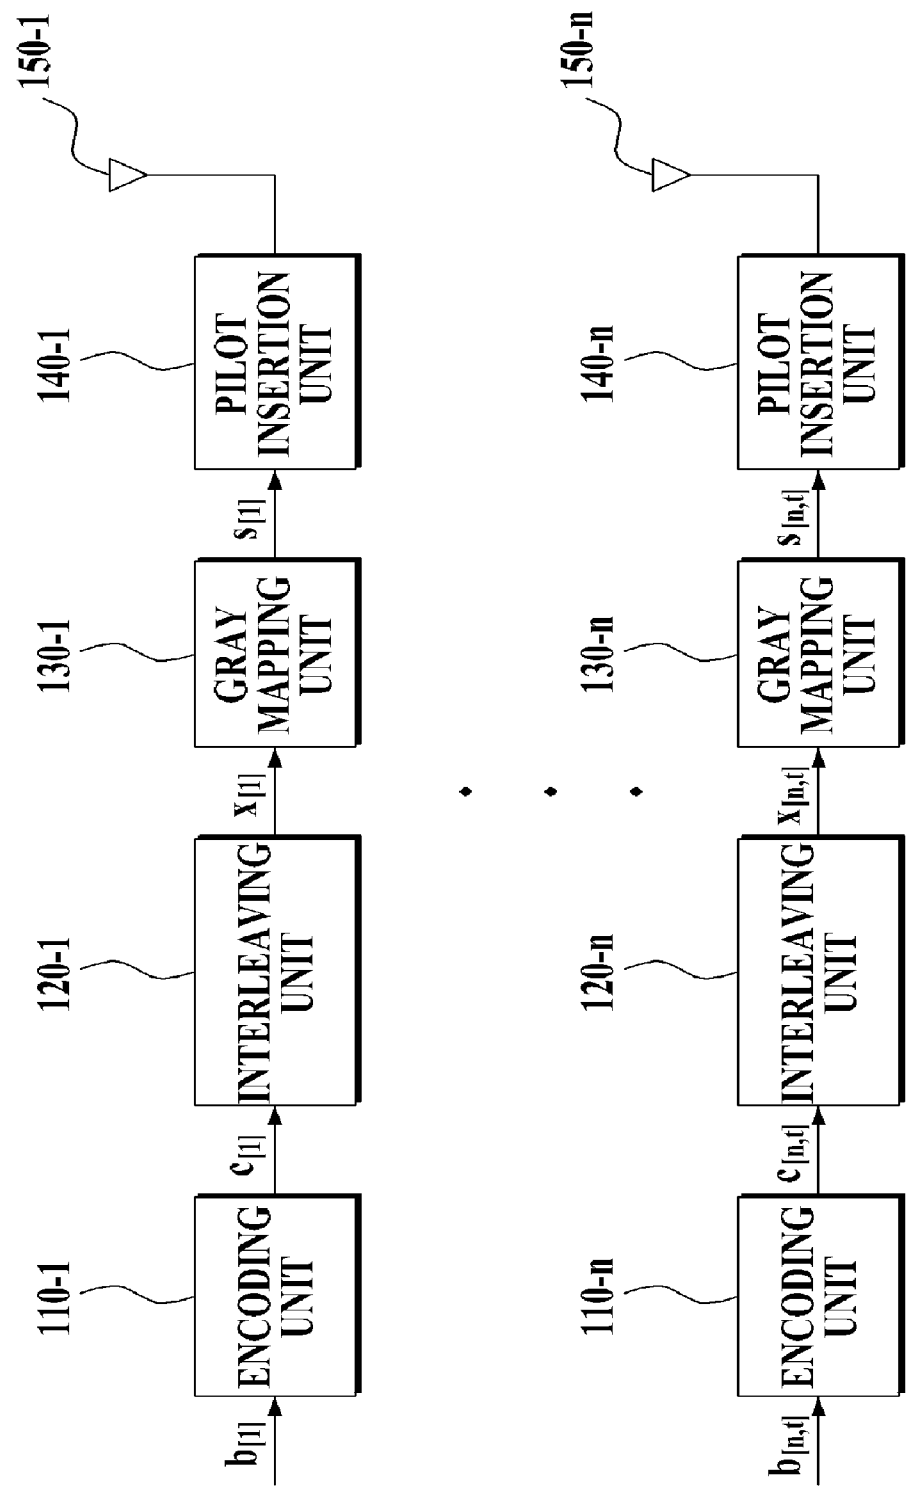 150-1
140-1
130-1
120-1
110-1
PILOT
INSERTION
UNIT
s[1]
GRAY
MAPPING
UNIT
x[1]
INTERLEAVING
UNIT
c[1]
ENCODING
UNIT
b[1]
150-n
140-n
130-n
120-n
110-n
PILOT
INSERTION
UNIT
s[n,t]
GRAY
MAPPING
UNIT
x[n,t]
INTERLEAVING
UNIT
c[n,t]
ENCODING
UNIT
b[n,t]